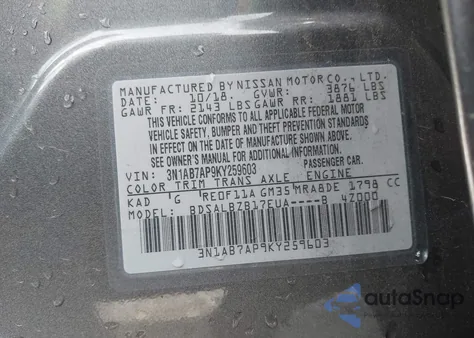 MANUFACTURED BY NISSAN MOTOR CO., LTD.
DATE: 10/18. GVWR: 3876 LBS
GAWR FR: 2143 LBS GAWR RR: 1881 LBS
THIS VEHICLE CONFORMS TO ALL APPLICABLE FEDERAL MOTOR
VEHICLE SAFETY, BUMPER AND THEFT PREVENTION STANDARDS
IN EFFECT ON THE DATE OF MANUFACTURE SHOWN ABOVE.
SEE OWNER'S MANUAL FOR ADDITIONAL INFORMATION.
VIN: 3N1AB7AP9KY259603 PASSENGER CAR.
COLOR TRIM TRANS AXLE ENGINE
KAD G RE0F11A GM35 MRA8DE 1798 CC
MODEL: BDSALBZB17EUA----B 4Z000
3N1AB7AP9KY259603
autoSnap